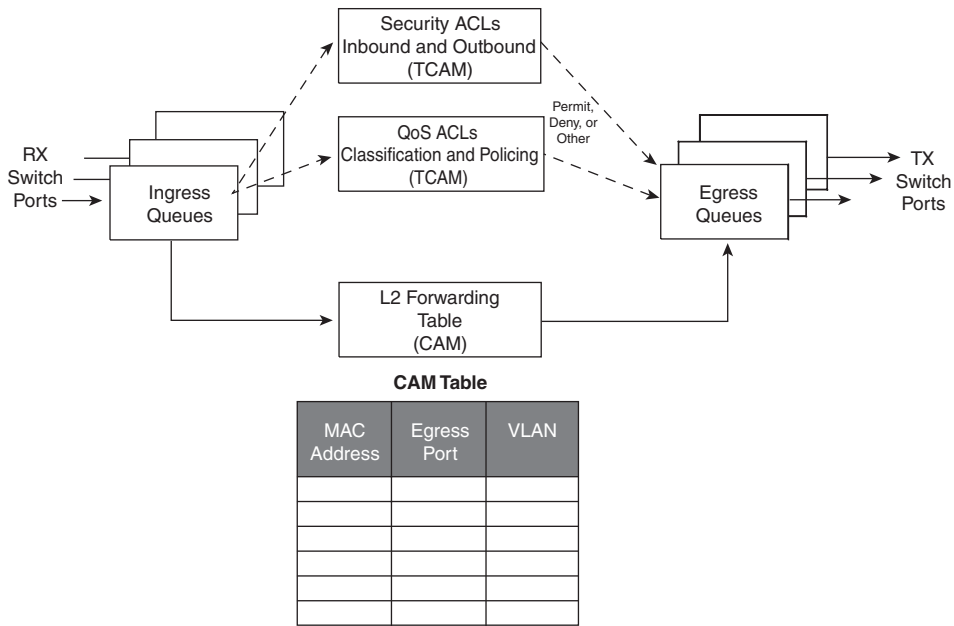 Security ACLs
Inbound and Outbound
(TCAM)
Permit,
Deny, or
Other
QoS ACLs
Classification and Policing
(TCAM)
RX
Switch
Ports
Ingress
Queues
Egress
Queues
TX
Switch
Ports
L2 Forwarding
Table
(CAM)
CAM Table
MAC
Address
Egress
Port
VLAN